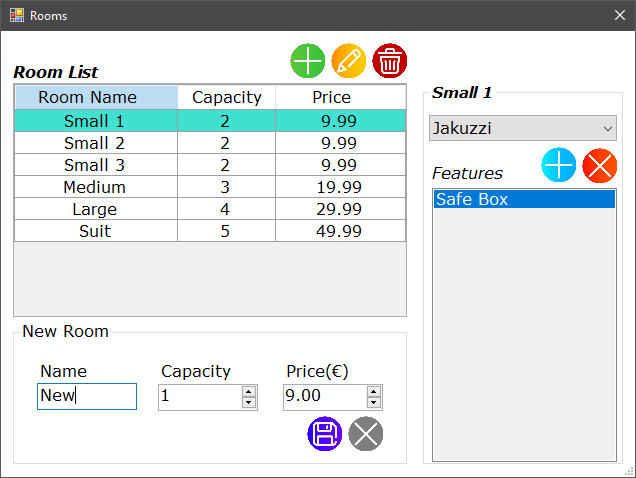 Rooms
Room List
Room Name Capacity Price
Small 1 2 9.99
Small 2 2 9.99
Small 3 2 9.99
Medium 3 19.99
Large 4 29.99
Suit 5 49.99
New Room
Name Capacity Price(€)
New 1 9.00
Small 1
Jakuzzi
Features
Safe Box